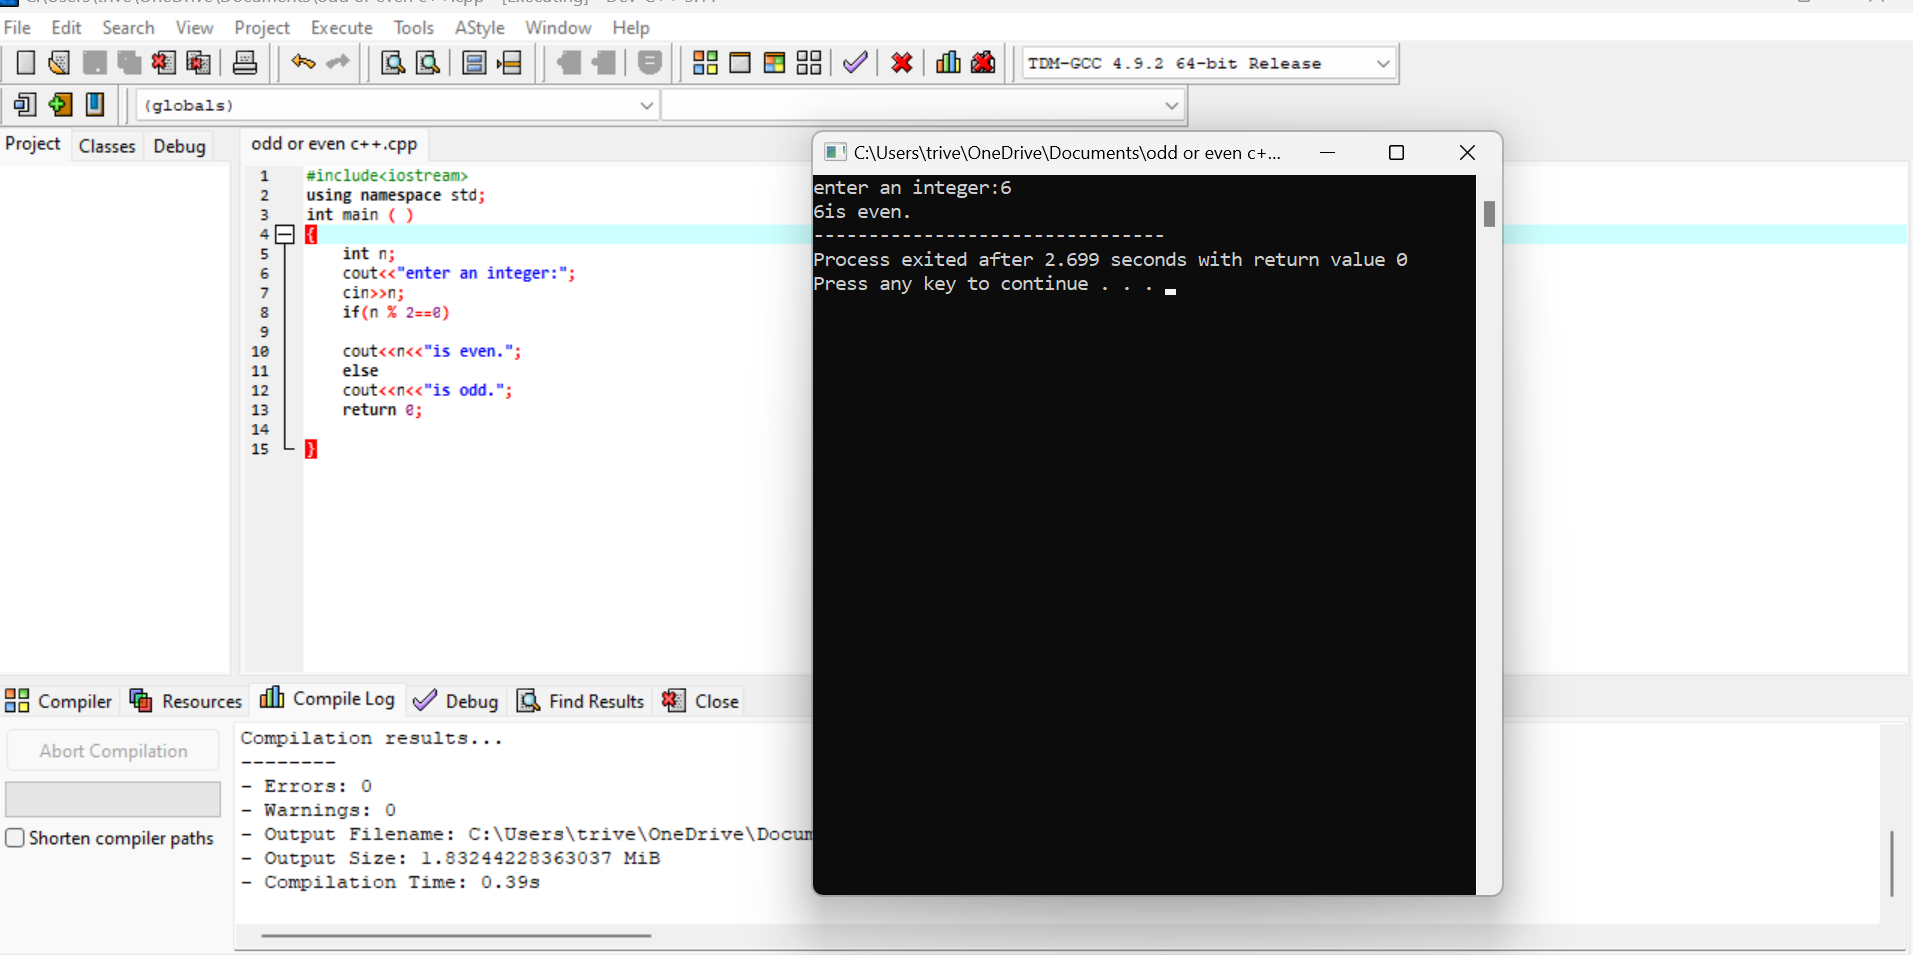 File Edit Search View Project Execute Tools AStyle Window Help
TDM-GCC 4.9.2 64-bit Release
(globals)
Project Classes Debug
odd or even c++.cpp
1 #include<iostream>
2 using namespace std;
3 int main ( )
4 {
5 int n;
6 cout<<"enter an integer:";
7 cin>>n;
8 if(n % 2==0)
9
10 cout<<n<<"is even.";
11 else
12 cout<<n<<"is odd.";
13 return 0;
14
15 }
C:\Users\trive\OneDrive\Documents\odd or even c+...
enter an integer:6
6is even.
--------------------------------
Process exited after 2.699 seconds with return value 0
Press any key to continue . . .
Compiler Resources Compile Log Debug Find Results Close
Abort Compilation
Shorten compiler paths
Compilation results...
--------
- Errors: 0
- Warnings: 0
- Output Filename: C:\Users\trive\OneDrive\Docum
- Output Size: 1.83244228363037 MiB
- Compilation Time: 0.39s